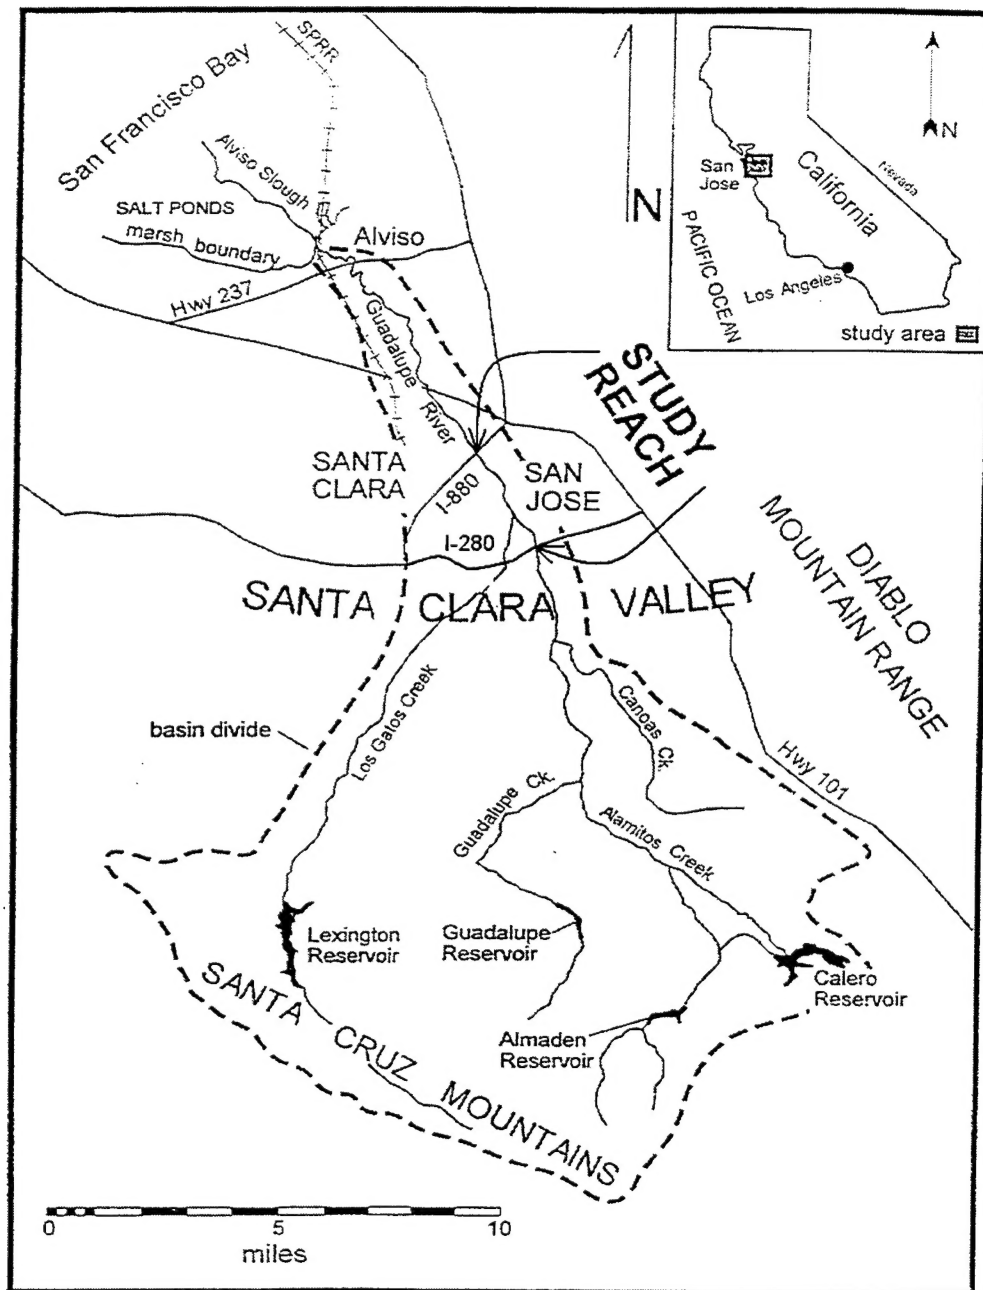 SPRR
San Francisco Bay
Alviso Slough
SALT PONDS
marsh boundary
Alviso
Hwy 237
Guadalupe River
N
San
Jose
California
Nevada
N
PACIFIC OCEAN
Los Angeles
study area
STUDY
REACH
SANTA
CLARA
I-880
SAN
JOSE
I-280
SANTA CLARA VALLEY
DIABLO
MOUNTAIN RANGE
basin divide
Los Gatos Creek
Canoas Ck.
Hwy 101
Guadalupe Ck.
Alamitos Creek
Lexington
Reservoir
Guadalupe
Reservoir
Calero
Reservoir
Almaden
Reservoir
SANTA CRUZ MOUNTAINS
0 5 10
miles